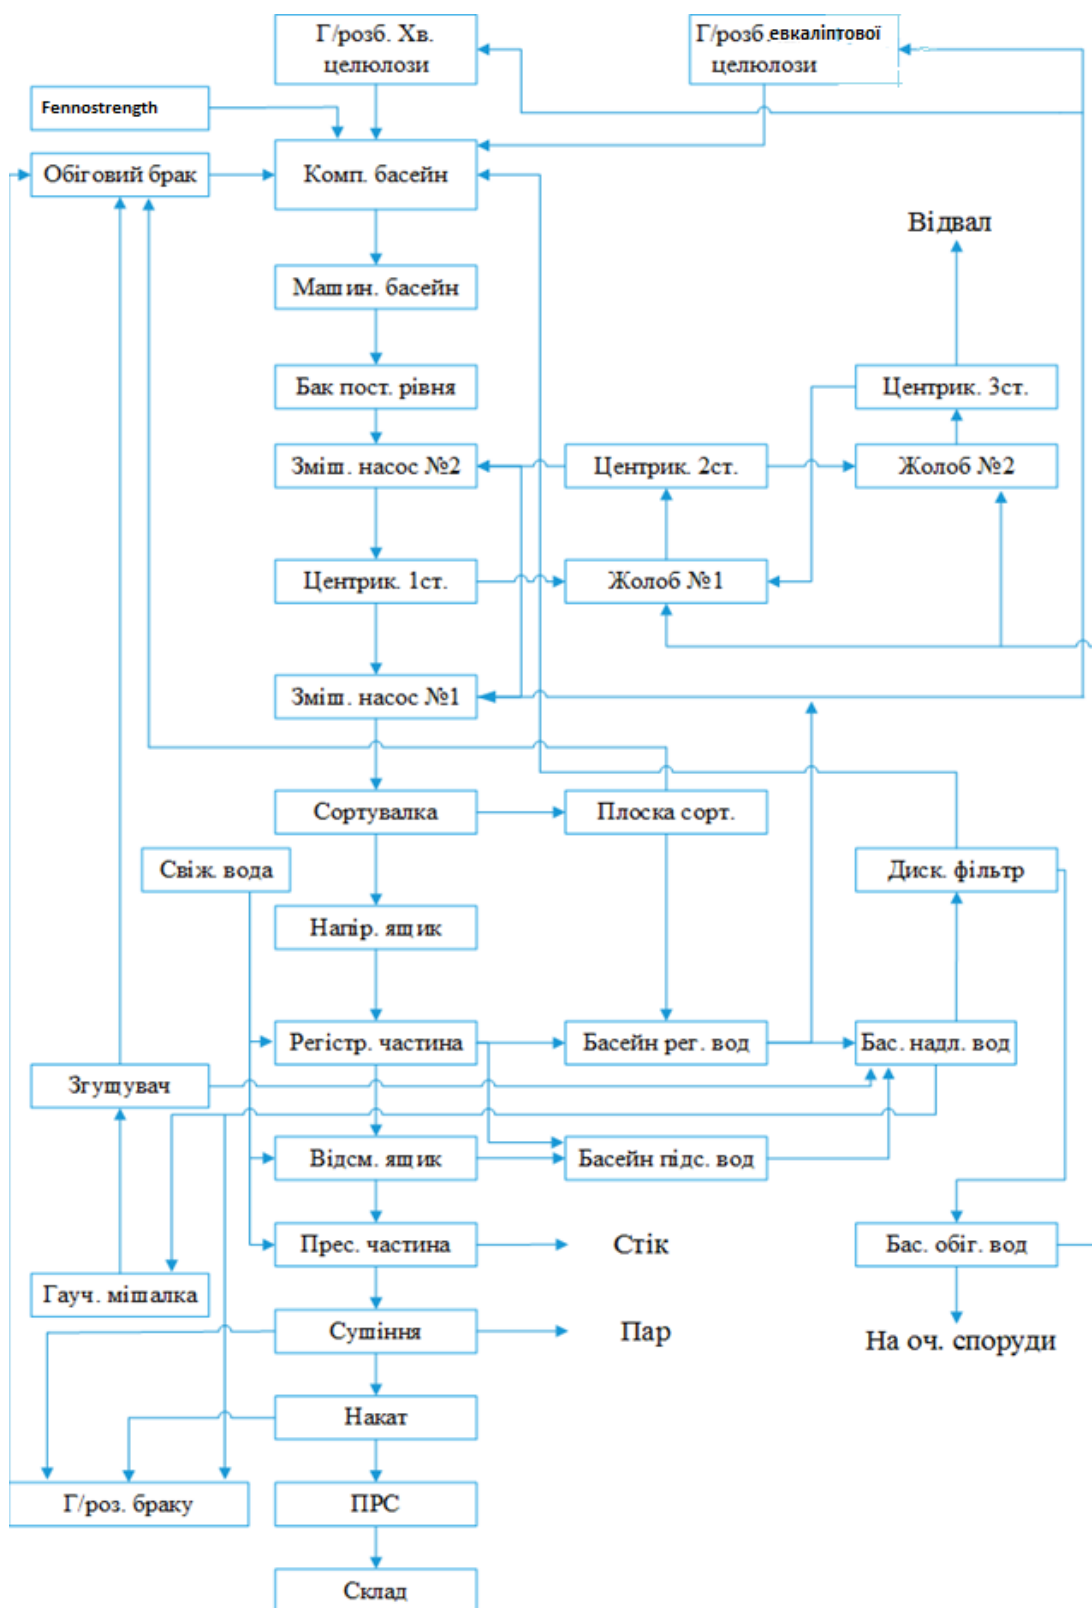 Г/розб. Хв.
целюлози
Г/розб. евкаліптової
целюлози
Fennostrength
Обіговий брак
Комп. басейн
Відвал
Машин. басейн
Бак пост. рівня
Центрик. 3ст.
Зміш. насос №2
Центрик. 2ст.
Жолоб №2
Центрик. 1ст.
Жолоб №1
Зміш. насос №1
Сортувалка
Плоска сорт.
Свіж. вода
Диск. фільтр
Напір. ящик
Регістр. частина
Басейн рег. вод
Бас. надл. вод
Згущувач
Відсм. ящик
Басейн підс. вод
Прес. частина
Стік
Бас. обіг. вод
Гауч. мішалка
Сушіння
Пар
На оч. споруди
Накат
Г/роз. браку
ПРС
Склад